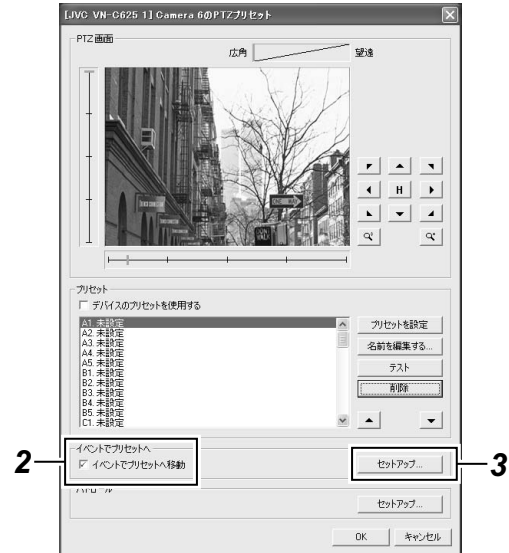 [JVC VN-C625 1] Camera 6のPTZプリセット
PTZ 画面
広角 望遠
H
プリセット
デバイスのプリセットを使用する
A1. 未設定
A2. 未設定
A3. 未設定
A4. 未設定
A5. 未設定
B1. 未設定
B2. 未設定
B3. 未設定
B4. 未設定
B5. 未設定
C1. 未設定
プリセットを設定
名前を編集する...
テスト
削除
イベントでプリセットへ
2 イベントでプリセットへ移動 セットアップ... 3
パトロール
セットアップ...
OK キャンセル